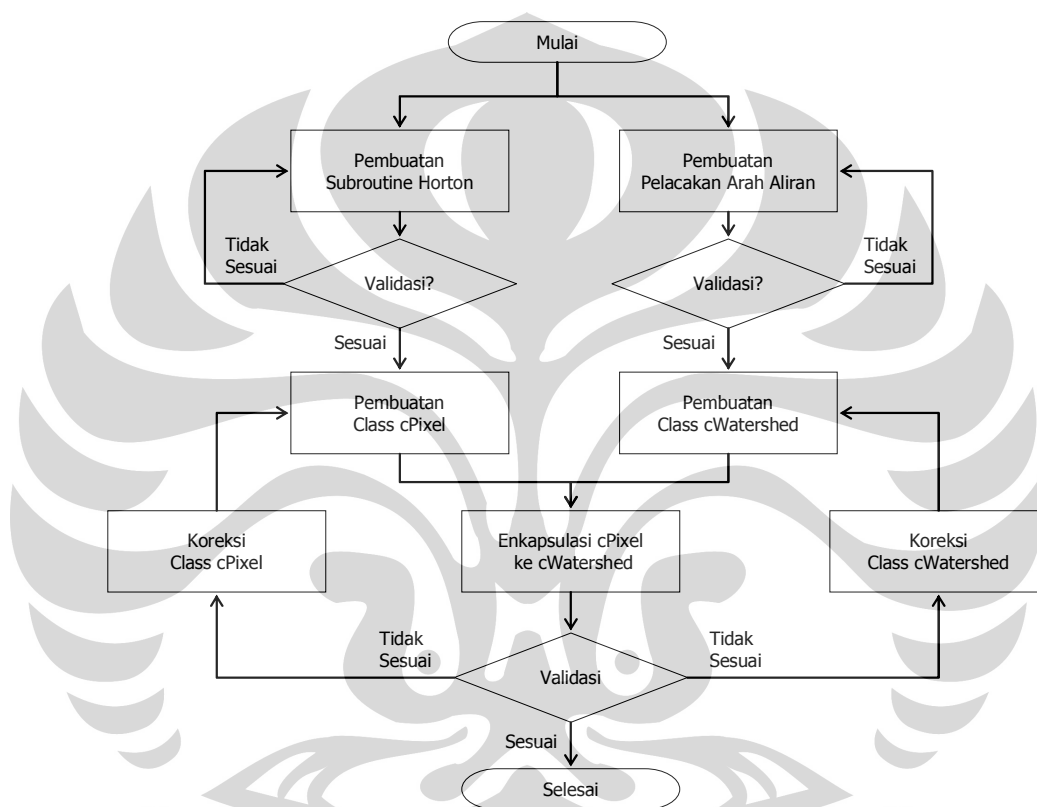 Mulai
Pembuatan
Subroutine Horton
Pembuatan
Pelacakan Arah Aliran
Tidak
Sesuai
Validasi?
Validasi?
Tidak
Sesuai
Sesuai
Sesuai
Pembuatan
Class cPixel
Pembuatan
Class cWatershed
Koreksi
Class cPixel
Enkapsulasi cPixel
ke cWatershed
Koreksi
Class cWatershed
Tidak
Sesuai
Validasi
Tidak
Sesuai
Sesuai
Selesai